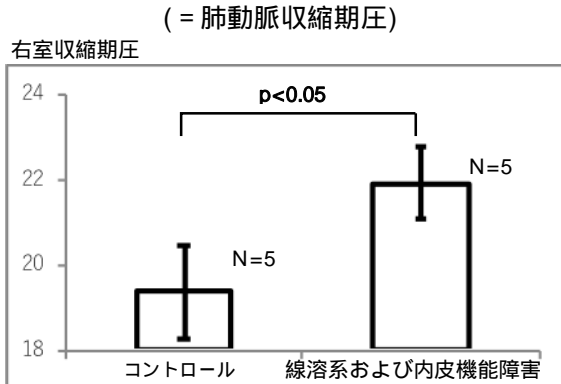 ( = 肺動脈収縮期圧)
右室収縮期圧
24
p<0.05
22
N=5
20
N=5
18
コントロール 線溶系および内皮機能障害